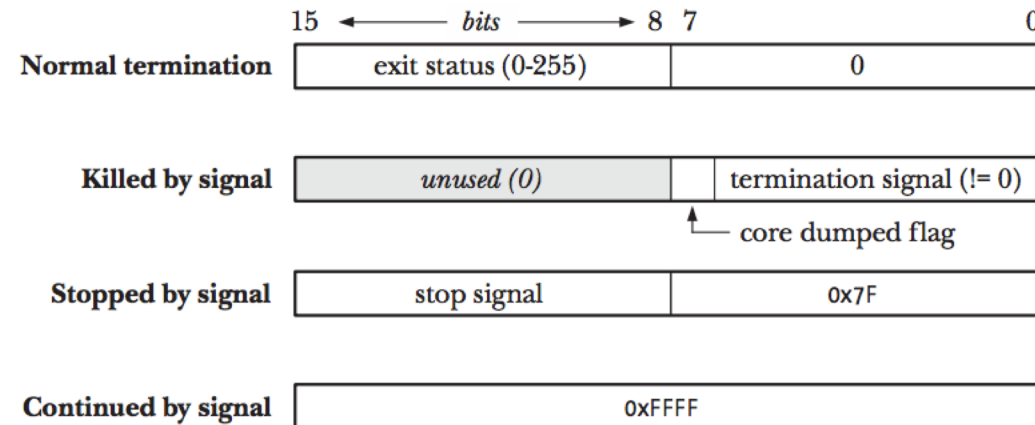 15 bits 8 7 0
Normal termination exit status (0-255) 0
Killed by signal unused (0) termination signal (!= 0)
core dumped flag
Stopped by signal stop signal 0x7F
Continued by signal 0xFFFF